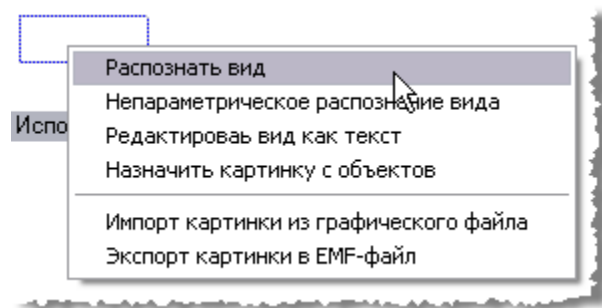 Распознать вид
Непараметрическое распознание вида
Испо
Редактироваь вид как текст
Назначить картинку с объектов
Импорт картинки из графического файла
Экспорт картинки в EMF-файл